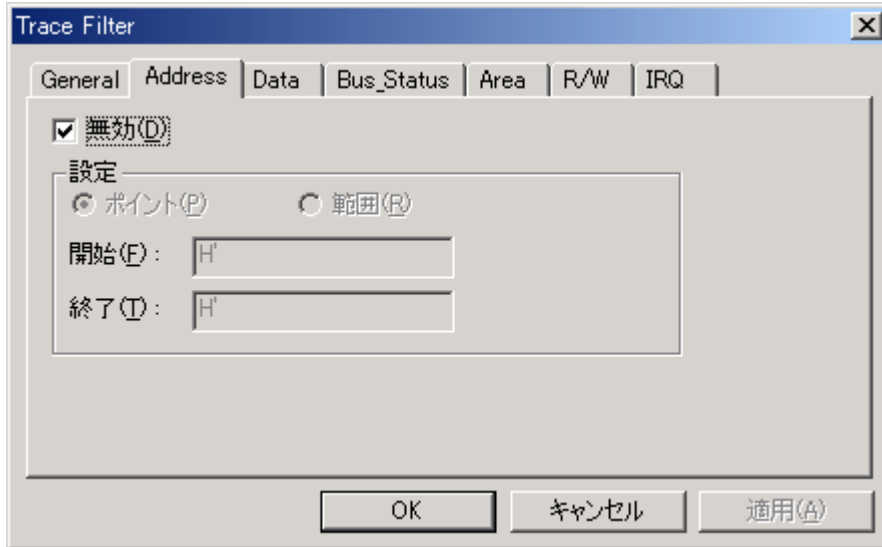 Trace Filter
General Address Data Bus_Status Area R/W IRQ
無効(D)
設定
ポイント(P) 範囲(R)
開始(F) : H'
終了(T) : H'
OK キャンセル 適用(A)